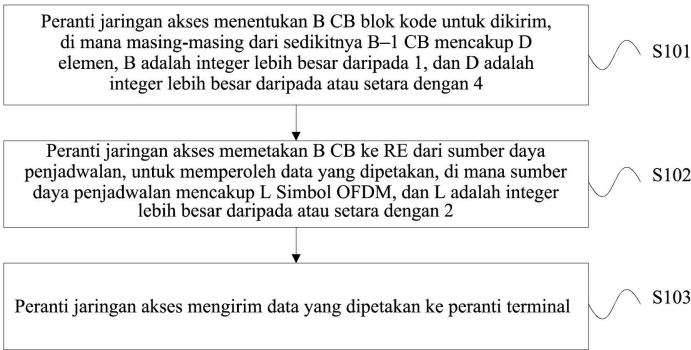 Peranti jaringan akses menentukan B CB blok kode untuk dikirim,
di mana masing-masing dari sedikitnya B–1 CB mencakup D
elemen, B adalah integer lebih besar daripada 1, dan D adalah
integer lebih besar daripada atau setara dengan 4
S101
Peranti jaringan akses memetakan B CB ke RE dari sumber daya
penjadwalan, untuk memperoleh data yang dipetakan, di mana sumber
daya penjadwalan mencakup L Simbol OFDM, dan L adalah integer
lebih besar daripada atau setara dengan 2
S102
Peranti jaringan akses mengirim data yang dipetakan ke peranti terminal
S103